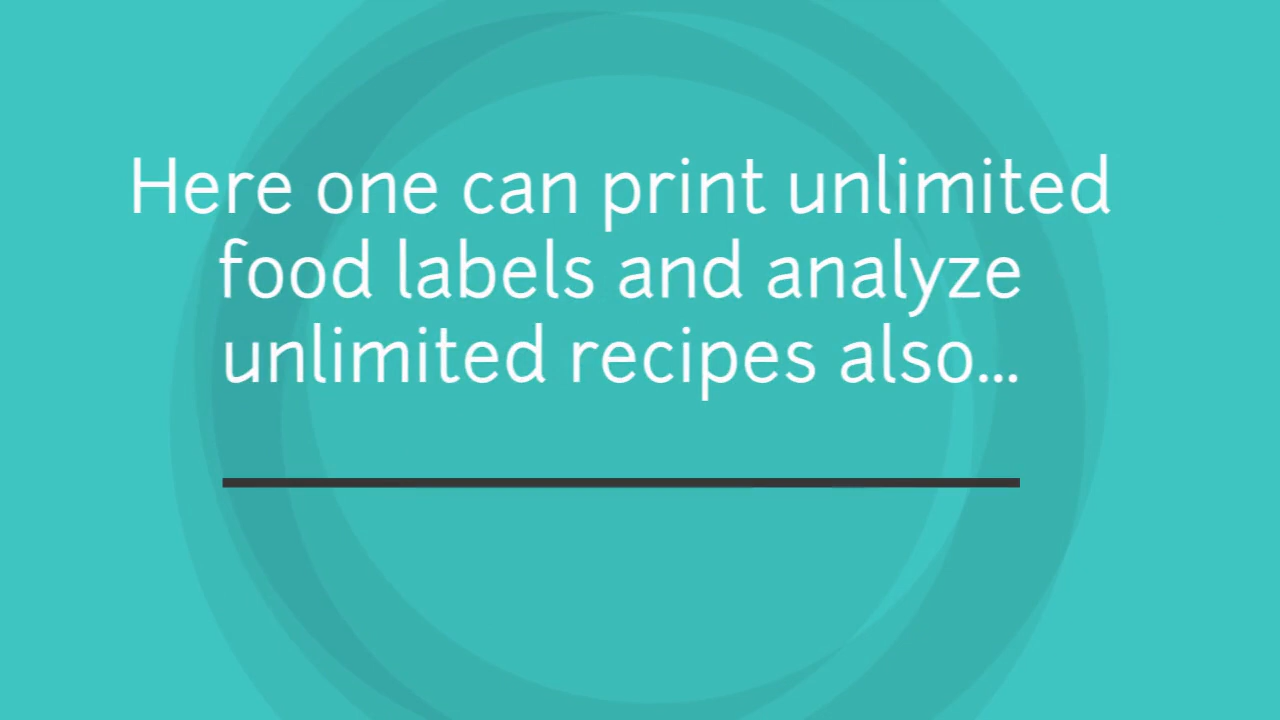 Here one can print unlimited
food labels and analyze
unlimited recipes also...